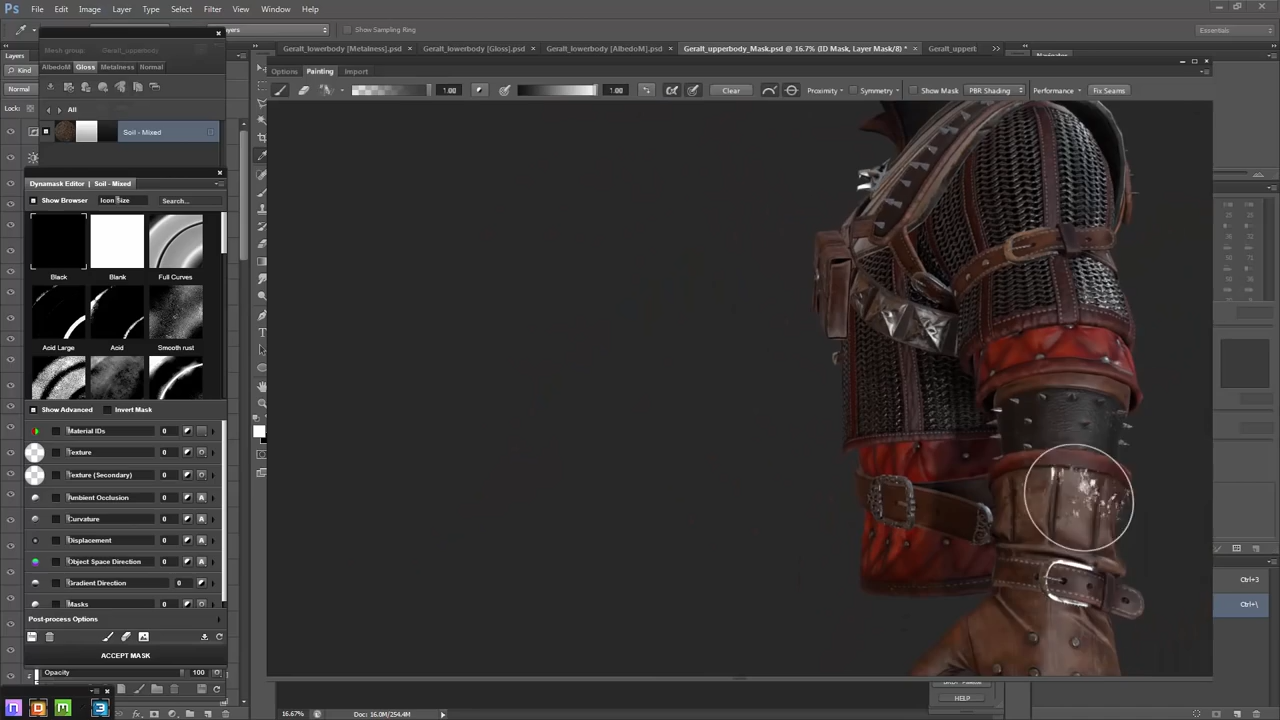 Ps File Edit Image Layer Type Select Filter View Window Help
Show Sampling Ring
Essentials
Mesh group: Geralt_upperbody
Layers
Geralt_lowerbody [Metalness].psd
Geralt_lowerbody [Gloss].psd
Geralt_lowerbody [AlbedoM].psd
Geralt_upperbody_Mask.psd @ 16.7% (ID Mask, Layer Mask/8) *
Geralt_uppert
Navigator
AlbedoM Gloss Metalness Normal
Kind
Normal
Options Painting Import
1.00 1.00 Clear Proximity Symmetry Show Mask PBR Shading Performance Fix Seams
Lock:
All
Soil - Mixed
Dynamask Editor | Soil - Mixed
Show Browser Icon Size Search...
Black Blank Full Curves
Acid Large Acid Smooth rust
Show Advanced Invert Mask
Material IDs 0
Texture 0
Texture (Secondary) 0
Ambient Occlusion 0
Curvature 0
Displacement 0
Object Space Direction 0
Gradient Direction 0
Masks 0
Post-process Options
ACCEPT MASK
Opacity 100
Ctrl+3
Ctrl+\
HELP
16.67% Doc: 16.0M/254.4M